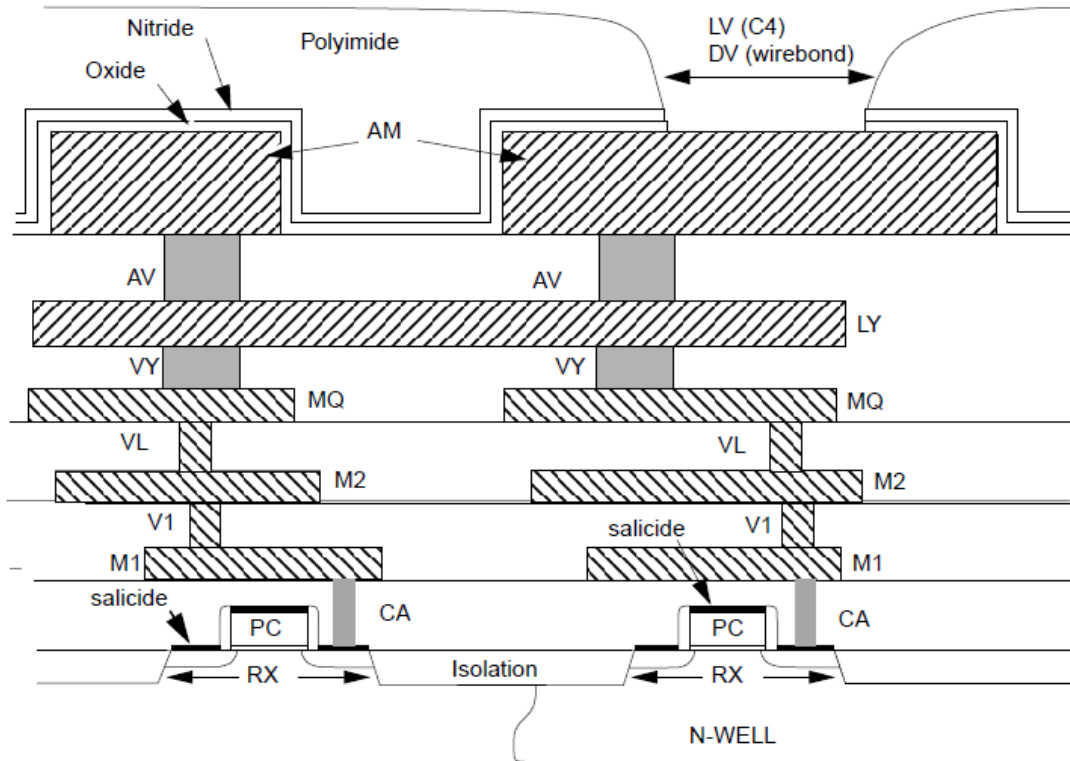 Nitride
Polyimide
LV (C4)
DV (wirebond)
Oxide
AM
AV
AV
LY
VY
VY
MQ
MQ
VL
VL
M2
M2
V1
V1
salicide
M1
M1
salicide
CA
CA
PC
PC
RX
Isolation
RX
N-WELL